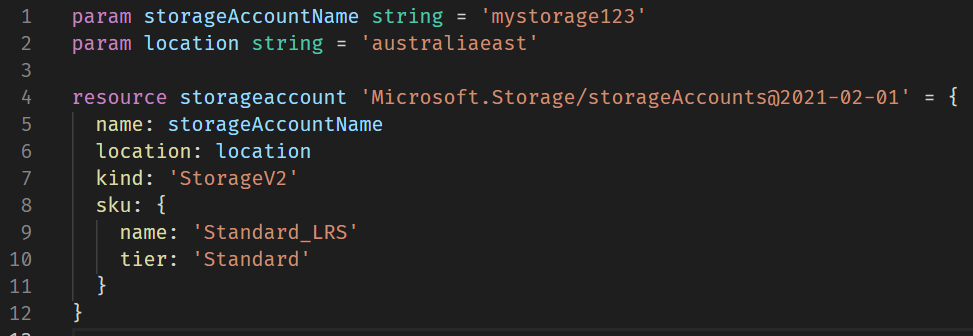 1 param storageAccountName string = 'mystorage123'
2 param location string = 'australiaeast'
3
4 resource storageaccount 'Microsoft.Storage/storageAccounts@2021-02-01' = {
5   name: storageAccountName
6   location: location
7   kind: 'StorageV2'
8   sku: {
9     name: 'Standard_LRS'
10     tier: 'Standard'
11   }
12 }
13